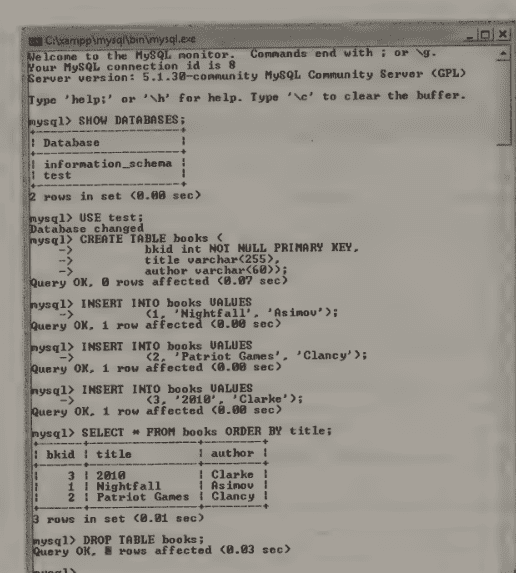 C:\xampp\mysql\bin\mysql.exe
Welcome to the MySQL monitor.  Commands end with ; or \g.
Your MySQL connection id is 8
Server version: 5.1.30-community MySQL Community Server (GPL)
Type 'help;' or '\h' for help. Type '\c' to clear the buffer.
mysql> SHOW DATABASES;
+--------------------+
| Database           |
+--------------------+
| information_schema |
| test               |
+--------------------+
2 rows in set (0.00 sec)
mysql> USE test;
Database changed
mysql> CREATE TABLE books (
    ->         bkid int NOT NULL PRIMARY KEY,
    ->         title varchar(255),
    ->         author varchar(60));
Query OK, 0 rows affected (0.07 sec)
mysql> INSERT INTO books VALUES
    ->         (1, 'Nightfall', 'Asimov');
Query OK, 1 row affected (0.00 sec)
mysql> INSERT INTO books VALUES
    ->         (2, 'Patriot Games', 'Clancy');
Query OK, 1 row affected (0.00 sec)
mysql> INSERT INTO books VALUES
    ->         (3, '2010', 'Clarke');
Query OK, 1 row affected (0.00 sec)
mysql> SELECT * FROM books ORDER BY title;
+------+---------------+--------+
| bkid | title         | author |
+------+---------------+--------+
|    3 | 2010          | Clarke |
|    1 | Nightfall     | Asimov |
|    2 | Patriot Games | Clancy |
+------+---------------+--------+
3 rows in set (0.01 sec)
mysql> DROP TABLE books;
Query OK, 0 rows affected (0.03 sec)
mysql>